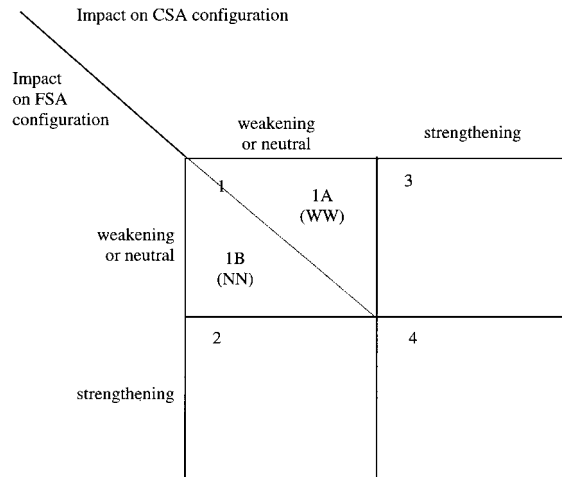 Impact on CSA configuration
Impact
on FSA
configuration
weakening
or neutral
strengthening
1
3
1A
(WW)
weakening
or neutral
1B
(NN)
2
4
strengthening